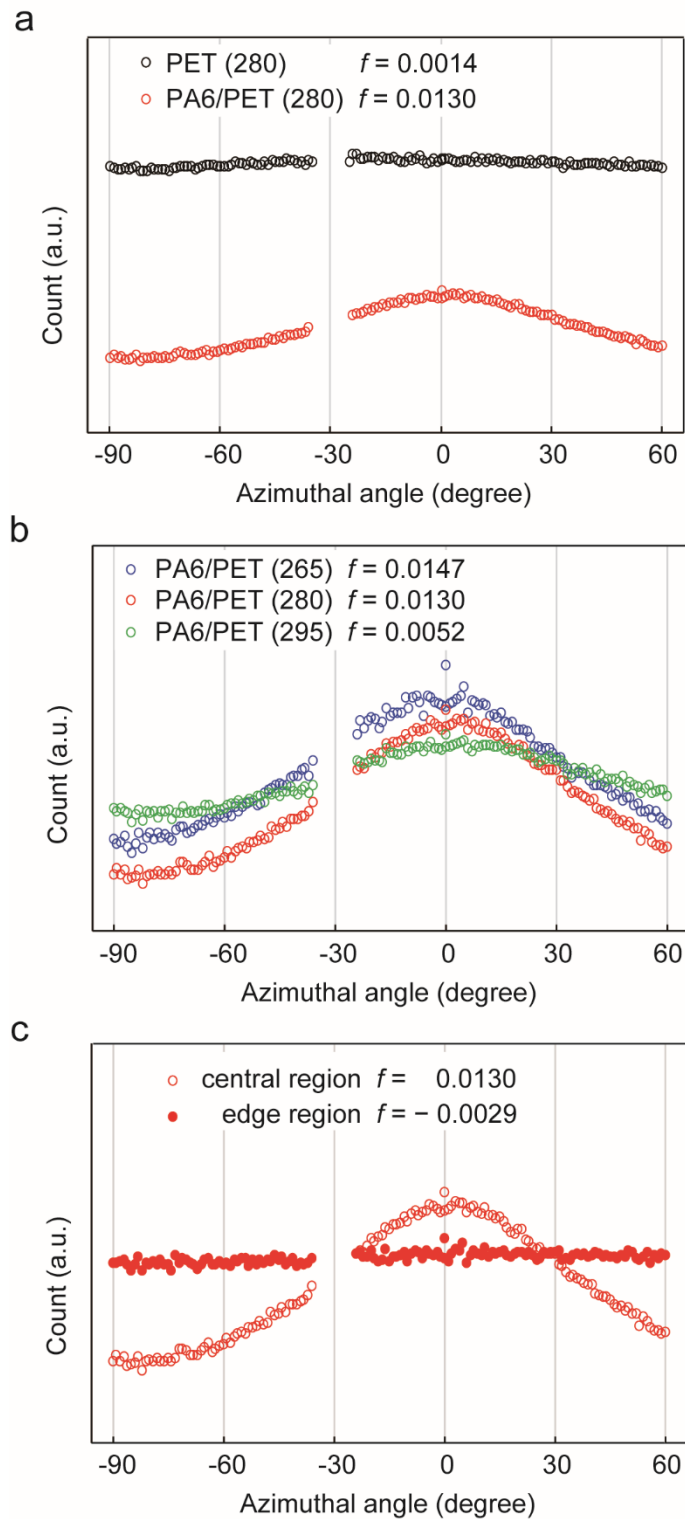 a
PET (280) f = 0.0014
PA6/PET (280) f = 0.0130
Count (a.u.)
-90 -60 -30 0 30 60
Azimuthal angle (degree)
b
PA6/PET (265) f = 0.0147
PA6/PET (280) f = 0.0130
PA6/PET (295) f = 0.0052
Count (a.u.)
-90 -60 -30 0 30 60
Azimuthal angle (degree)
c
central region f = 0.0130
edge region f = − 0.0029
Count (a.u.)
-90 -60 -30 0 30 60
Azimuthal angle (degree)